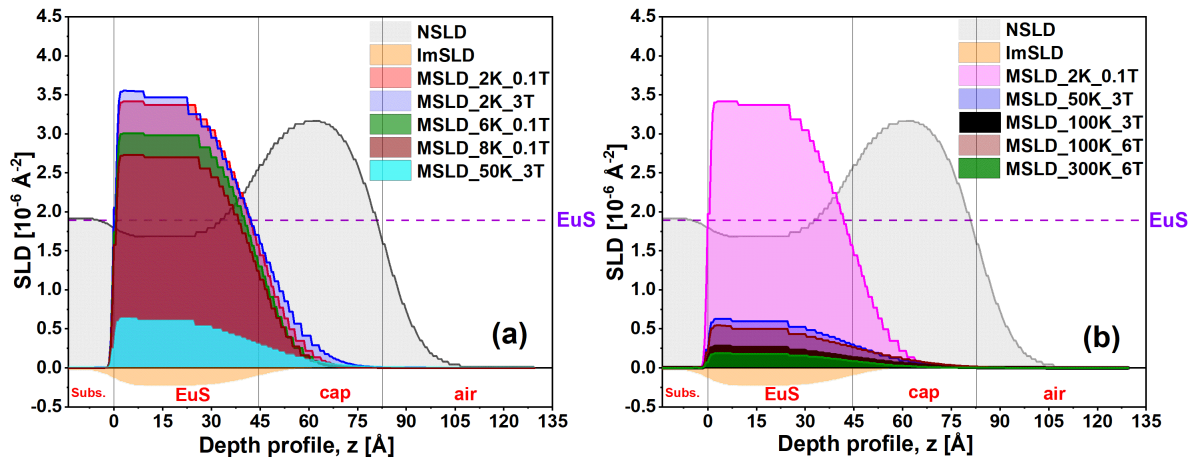 (a)
4.5
4.0
3.5
3.0
2.5
2.0
1.5
1.0
0.5
0.0
-0.5
SLD [10⁻⁶ Å⁻²]
NSLD
ImSLD
MSLD_2K_0.1T
MSLD_2K_3T
MSLD_6K_0.1T
MSLD_8K_0.1T
MSLD_50K_3T
EuS
(a)
Subs. EuS cap air
0 15 30 45 60 75 90 105 120 135
Depth profile, z [Å]
(b)
4.5
4.0
3.5
3.0
2.5
2.0
1.5
1.0
0.5
0.0
-0.5
SLD [10⁻⁶ Å⁻²]
NSLD
ImSLD
MSLD_2K_0.1T
MSLD_50K_3T
MSLD_100K_3T
MSLD_100K_6T
MSLD_300K_6T
EuS
(b)
Subs. EuS cap air
0 15 30 45 60 75 90 105 120 135
Depth profile, z [Å]